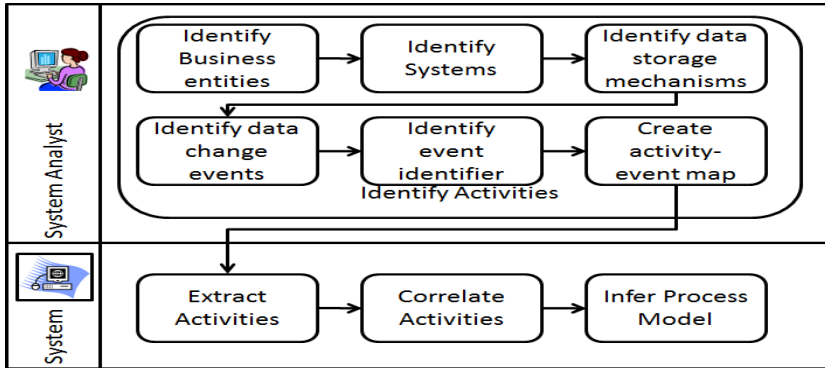 Identify
Business
entities
Identify
Systems
Identify data
storage
mechanisms
Identify data
change
events
Identify
event
identifier
Create
activity-
event map
Identify Activities
System Analyst
Extract
Activities
Correlate
Activities
Infer Process
Model
System